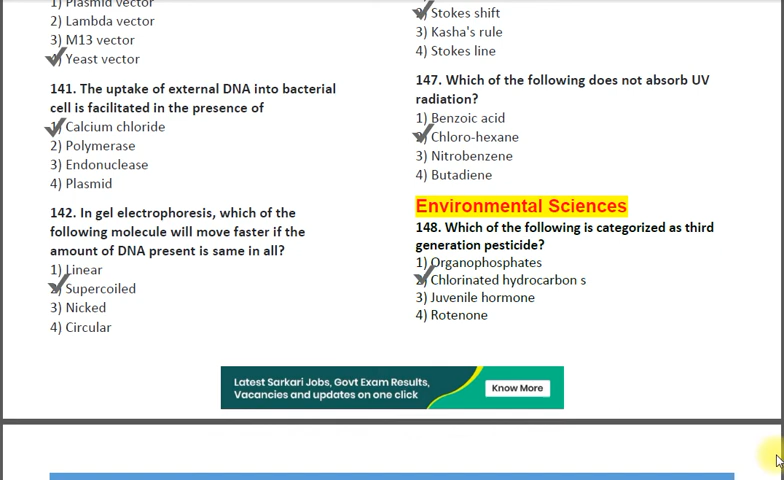 1) Plasmid vector
2) Lambda vector
3) M13 vector
4) Yeast vector
141. The uptake of external DNA into bacterial
cell is facilitated in the presence of
1) Calcium chloride
2) Polymerase
3) Endonuclease
4) Plasmid
142. In gel electrophoresis, which of the
following molecule will move faster if the
amount of DNA present is same in all?
1) Linear
2) Supercoiled
3) Nicked
4) Circular
2) Stokes shift
3) Kasha's rule
4) Stokes line
147. Which of the following does not absorb UV
radiation?
1) Benzoic acid
2) Chloro-hexane
3) Nitrobenzene
4) Butadiene
Environmental Sciences
148. Which of the following is categorized as third
generation pesticide?
1) Organophosphates
2) Chlorinated hydrocarbon s
3) Juvenile hormone
4) Rotenone
Latest Sarkari Jobs, Govt Exam Results,
Vacancies and updates on one click
Know More